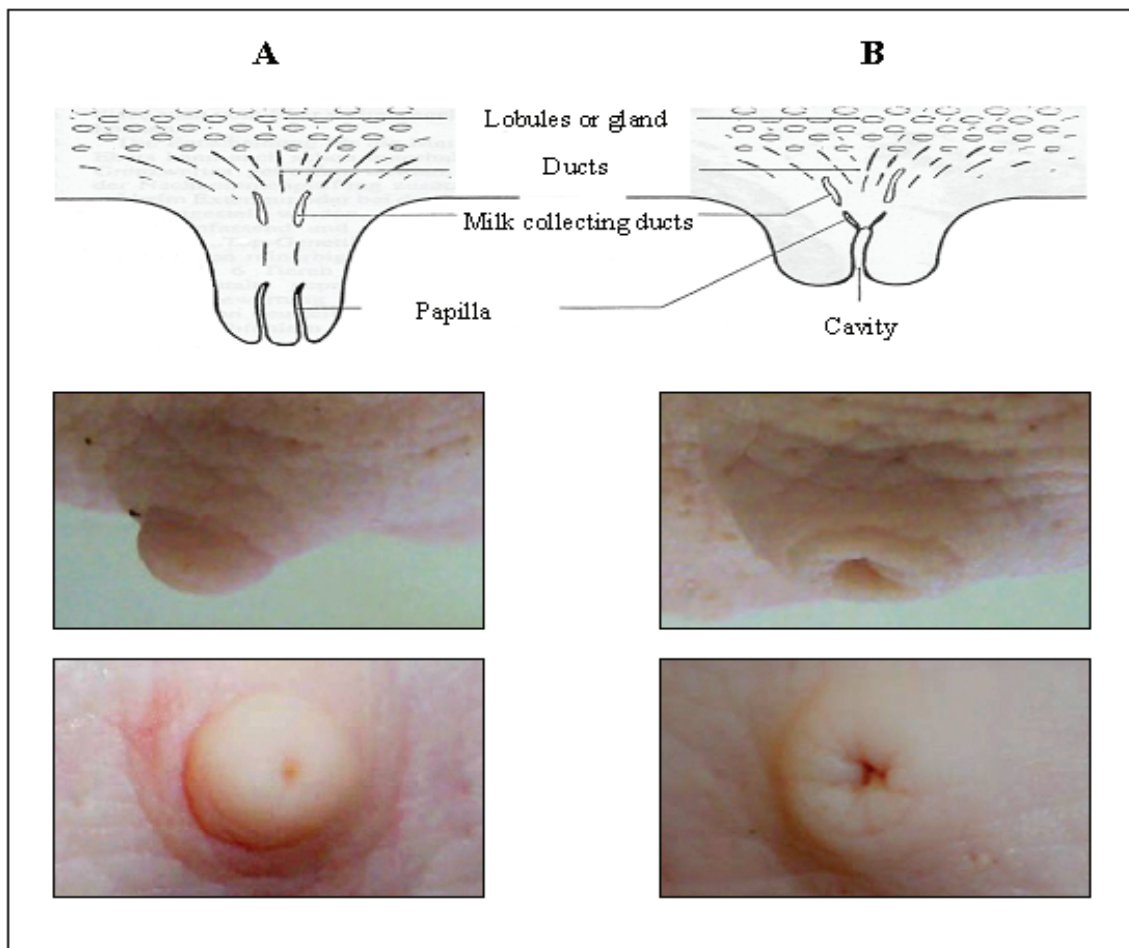 A
B
Lobules or gland
Ducts
Milk collecting ducts
Papilla
Cavity